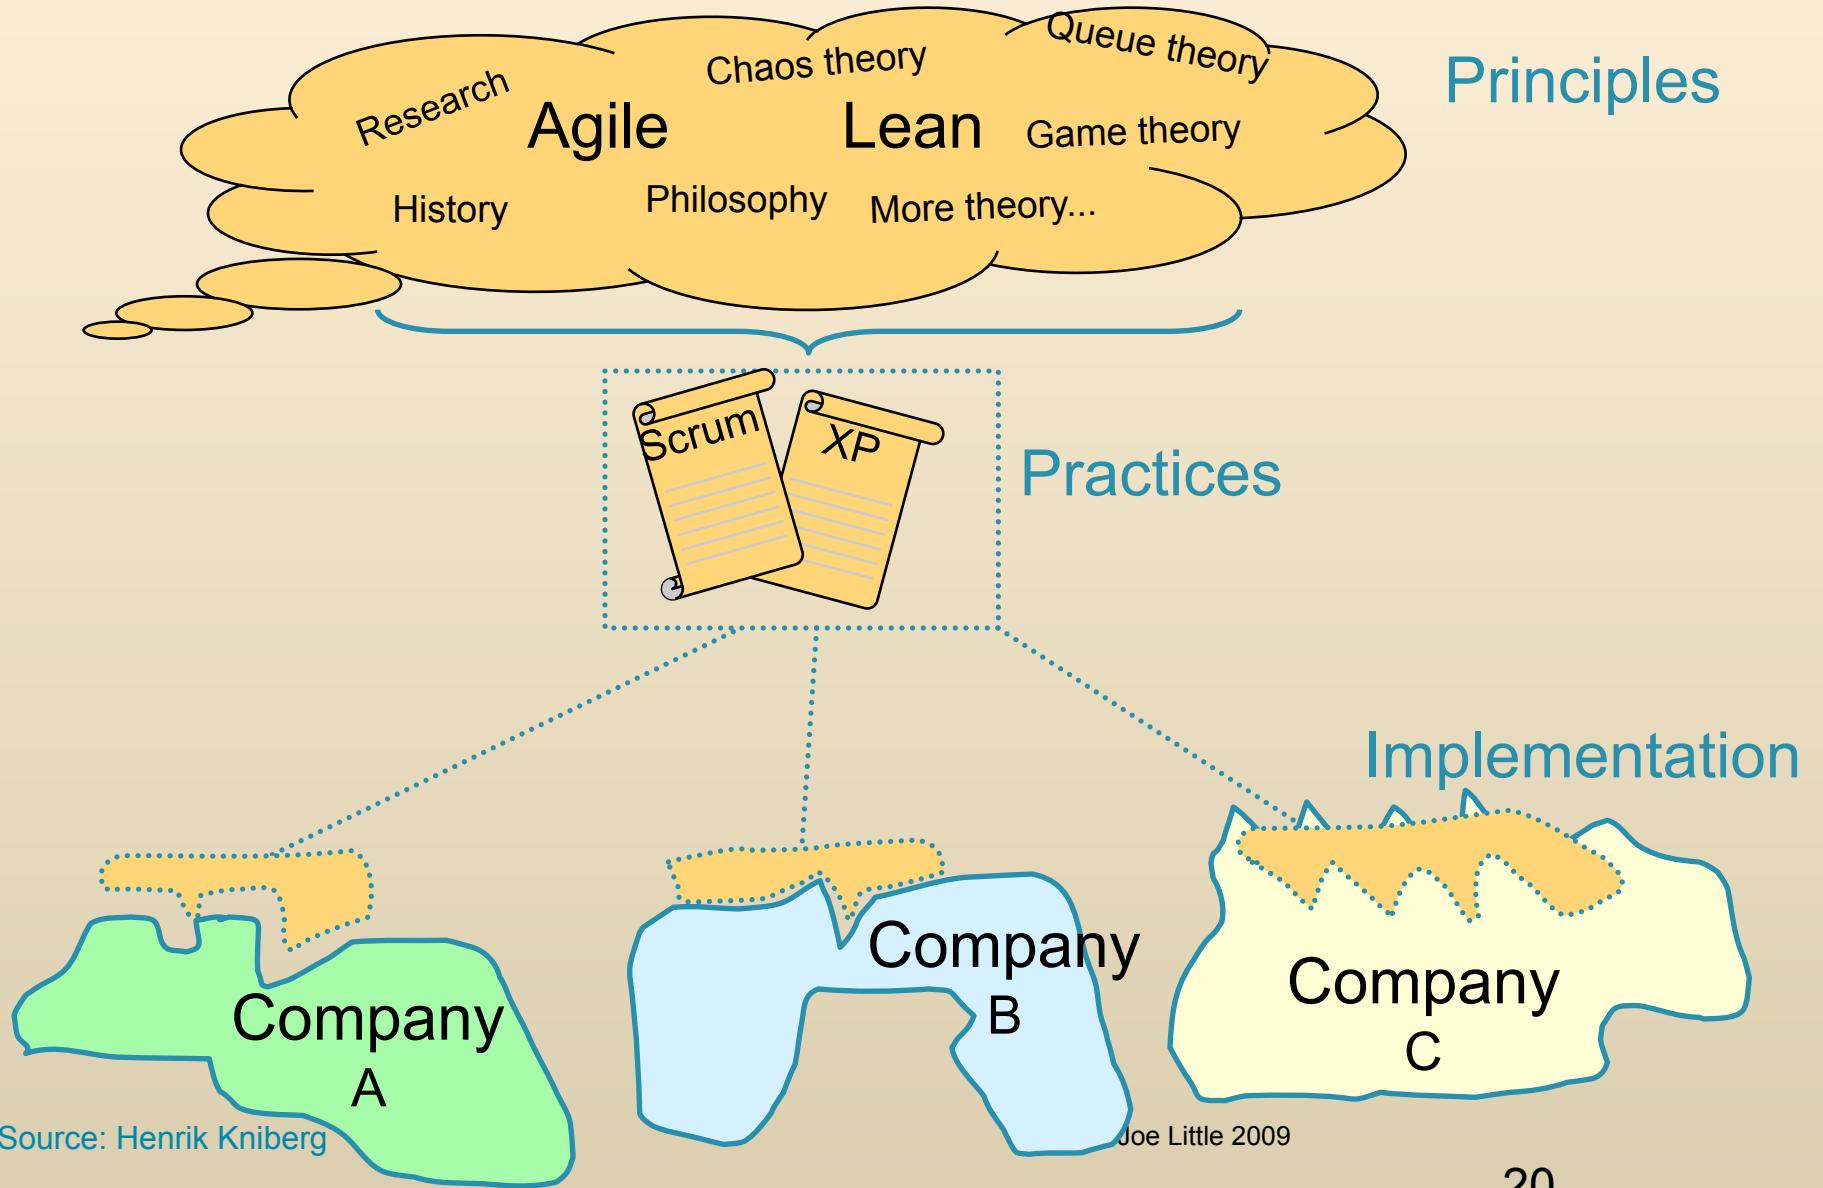 Queue theory
Chaos theory
Principles
Research
Agile
Lean
Game theory
History
Philosophy
More theory...
Scrum
XP
Practices
Implementation
Company
A
Company
B
Company
C
Source: Henrik Kniberg
Joe Little 2009
20